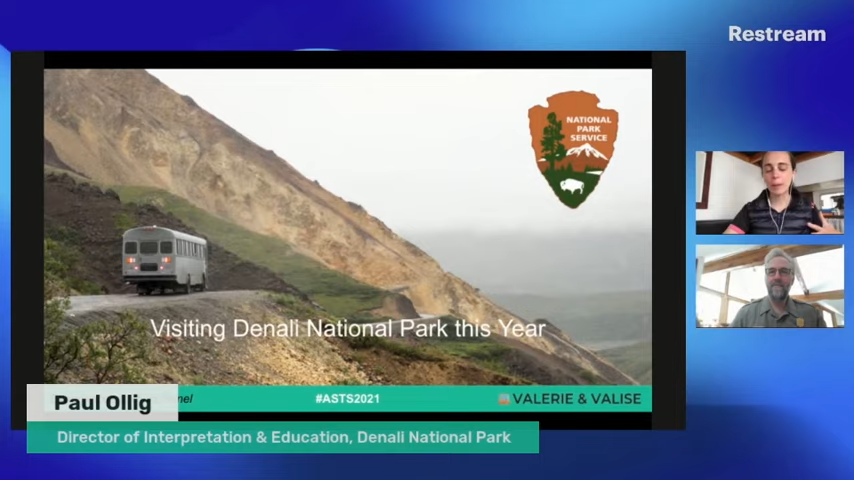 Restream
NATIONAL
PARK
SERVICE
Visiting Denali National Park this Year
Paul Ollig
#ASTS2021
VALERIE & VALISE
Director of Interpretation & Education, Denali National Park